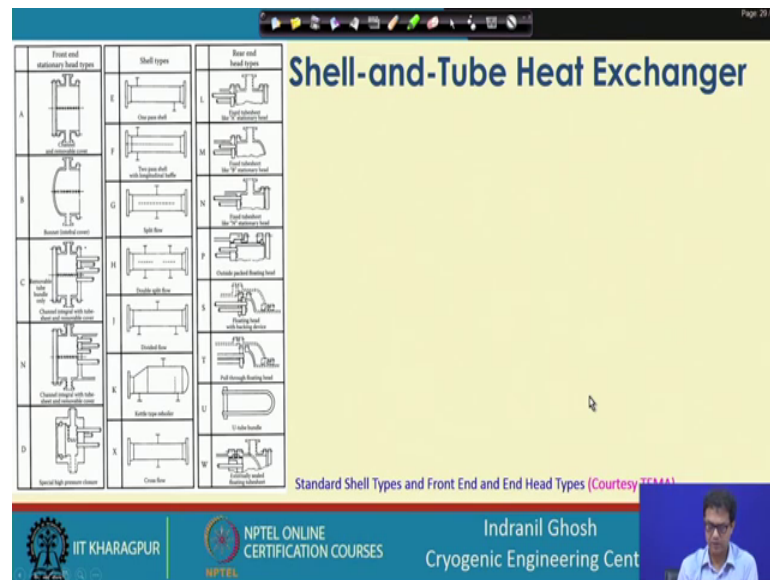 Page: 29
Front end
stationary head types
Shell types
Rear end
head types
Shell-and-Tube Heat Exchanger
A
Channel
and removable cover
B
Bonnet (integral cover)
C
Removable
tube
bundle
only
Channel integral with tube-
sheet and removable cover
N
Channel integral with tube-
sheet and removable cover
D
Special high pressure closure
E
One pass shell
F
Two pass shell
with longitudinal baffle
G
Split flow
H
Double split flow
J
Divided flow
K
Kettle type reboiler
X
Cross flow
L
Fixed tubesheet
like "A" stationary head
M
Fixed tubesheet
like "B" stationary head
N
Fixed tubesheet
like "N" stationary head
P
Outside packed floating head
S
Floating head
with backing device
T
Pull through floating head
U
U-tube bundle
W
Externally sealed
floating tubesheet
Standard Shell Types and Front End and End Head Types (Courtesy TEMA)
IIT KHARAGPUR
NPTEL
NPTEL ONLINE
CERTIFICATION COURSES
Indranil Ghosh
Cryogenic Engineering Cent